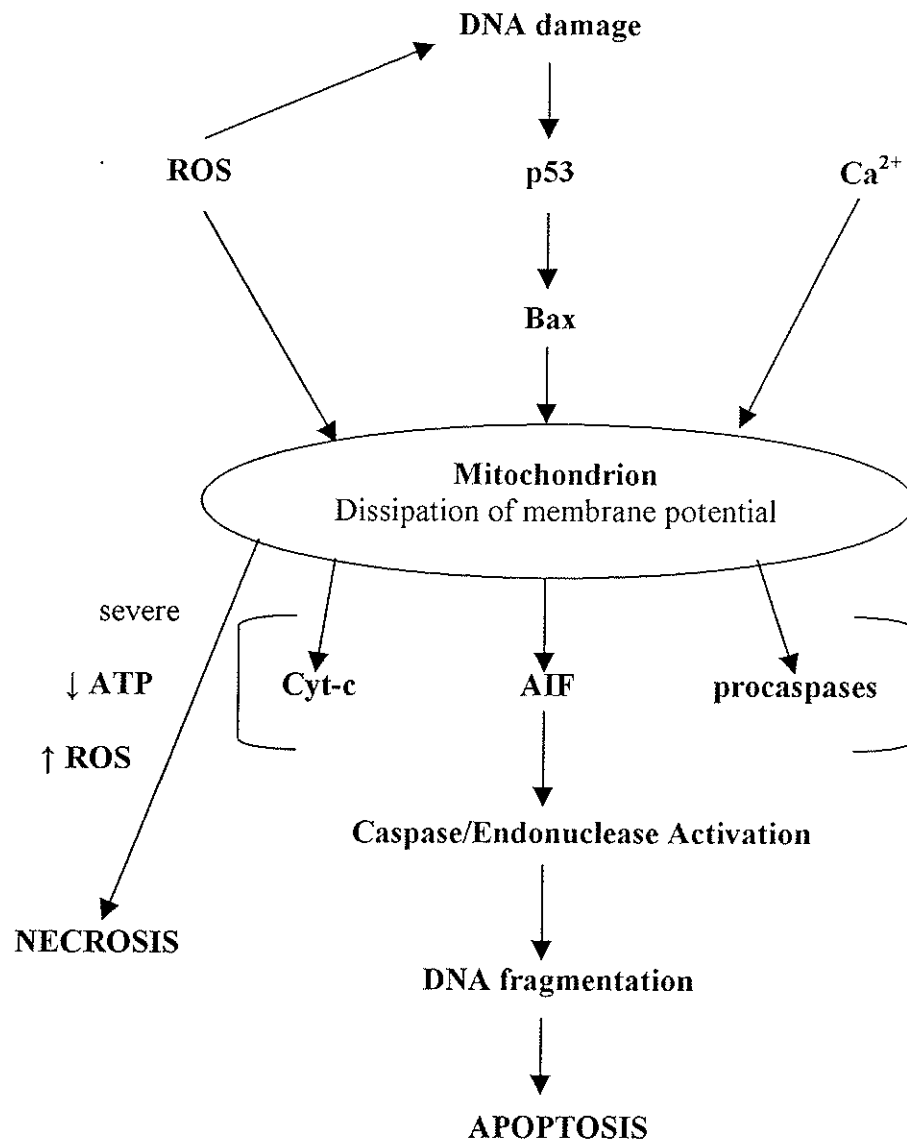 DNA damage
ROS
p53
Ca²⁺
Bax
Mitochondrion
Dissipation of membrane potential
severe
↓ ATP
↑ ROS
Cyt-c
AIF
procaspases
Caspase/Endonuclease Activation
NECROSIS
DNA fragmentation
APOPTOSIS